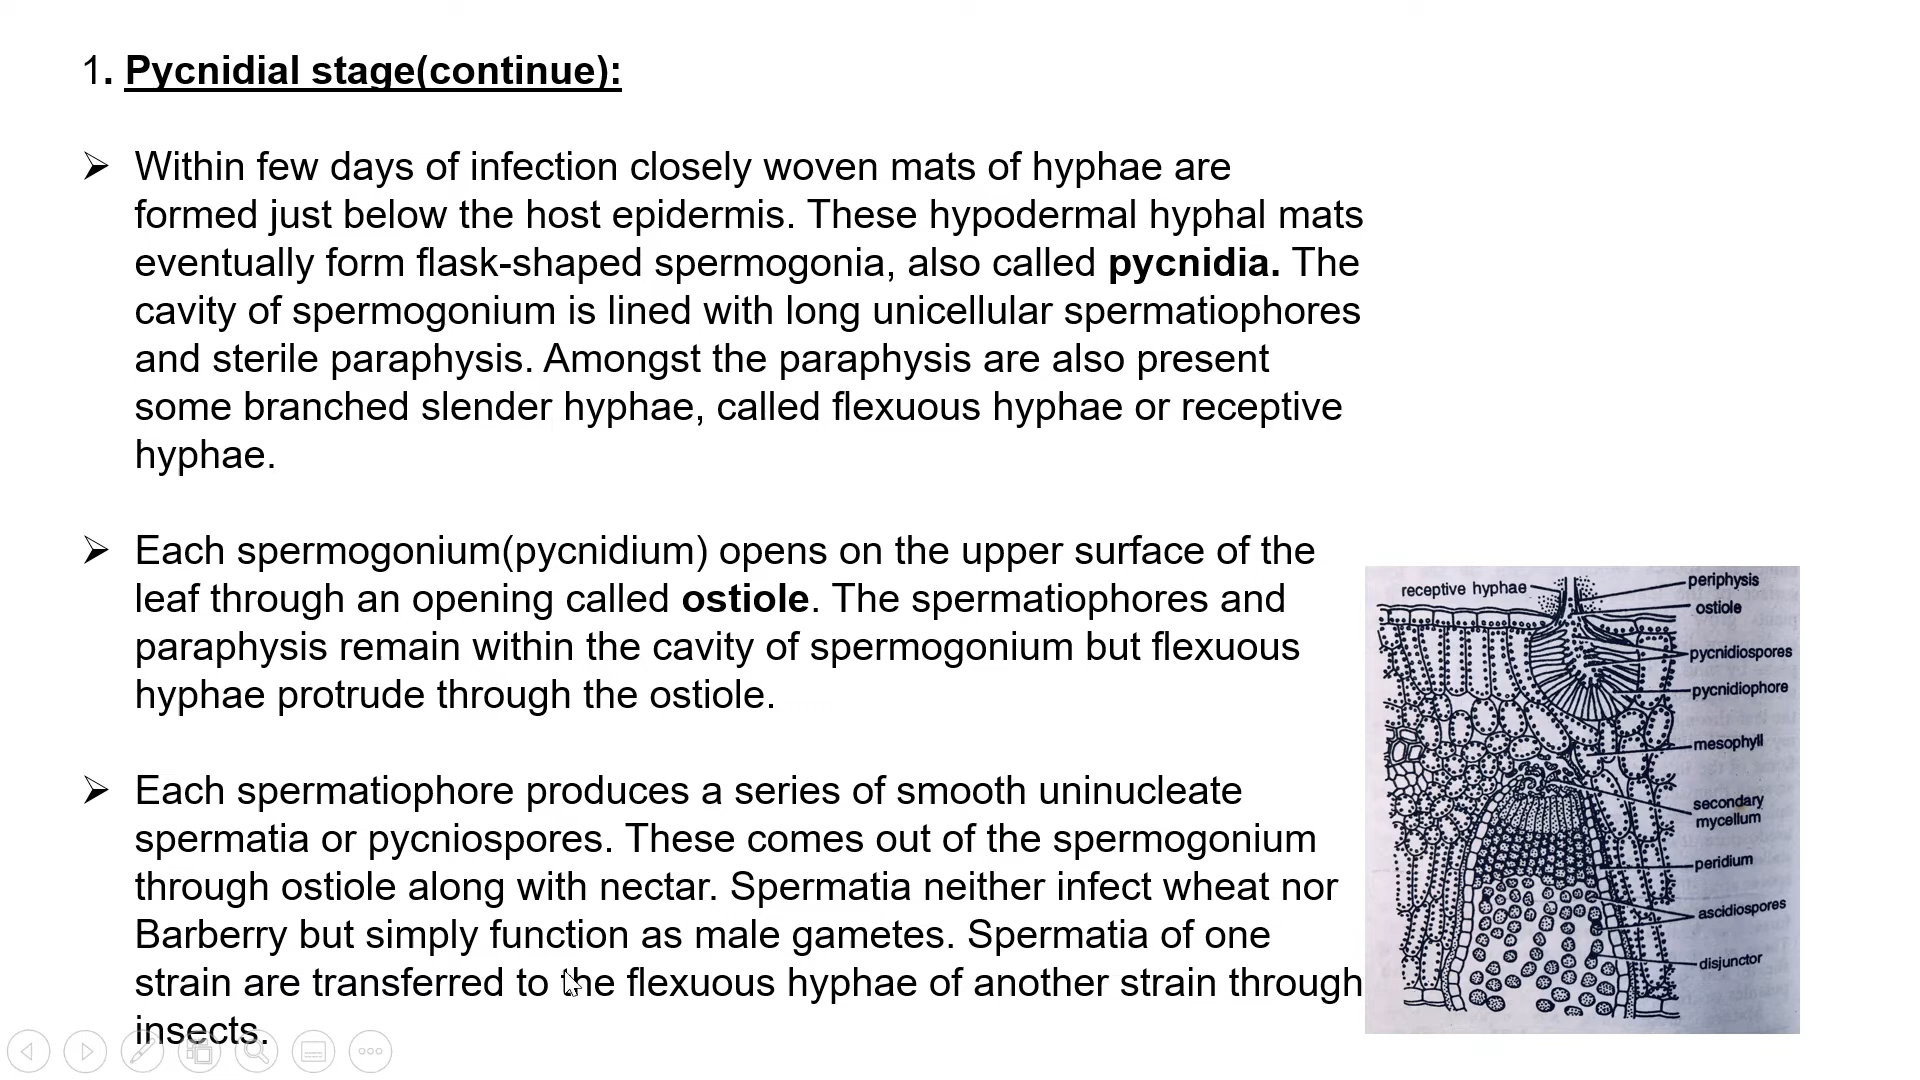 1. Pycnidial stage(continue):
➢ Within few days of infection closely woven mats of hyphae are
formed just below the host epidermis. These hypodermal hyphal mats
eventually form flask-shaped spermogonia, also called pycnidia. The
cavity of spermogonium is lined with long unicellular spermatiophores
and sterile paraphysis. Amongst the paraphysis are also present
some branched slender hyphae, called flexuous hyphae or receptive
hyphae.
➢ Each spermogonium(pycnidium) opens on the upper surface of the
leaf through an opening called ostiole. The spermatiophores and
paraphysis remain within the cavity of spermogonium but flexuous
hyphae protrude through the ostiole.
➢ Each spermatiophore produces a series of smooth uninucleate
spermatia or pycniospores. These comes out of the spermogonium
through ostiole along with nectar. Spermatia neither infect wheat nor
Barberry but simply function as male gametes. Spermatia of one
strain are transferred to the flexuous hyphae of another strain through
insects.
receptive hyphae
periphysis
ostiole
pycnidiospores
pycnidiophore
mesophyll
secondary
mycellum
peridium
ascidiospores
disjunctor